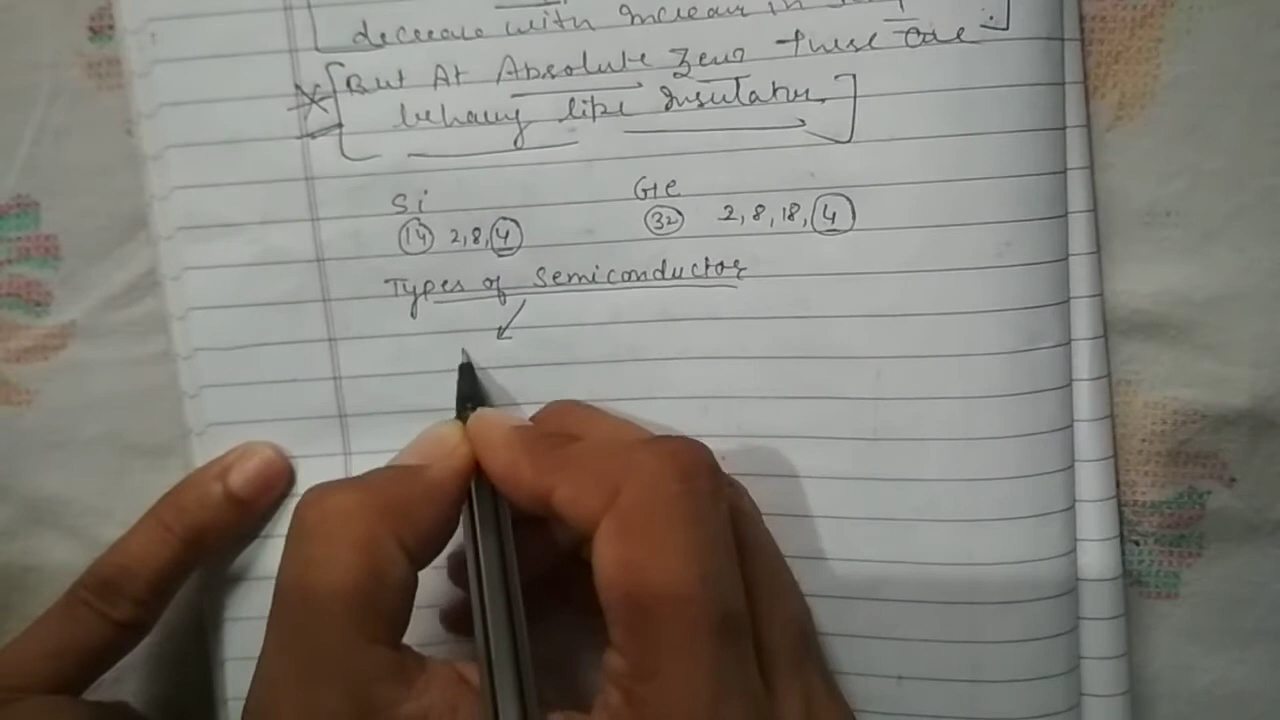 decrease with Increase in
But At Absolute Zero these are
behave like Insulator
Si Ge
14 2,8,4 32 2,8,18,4
Types of Semiconductor